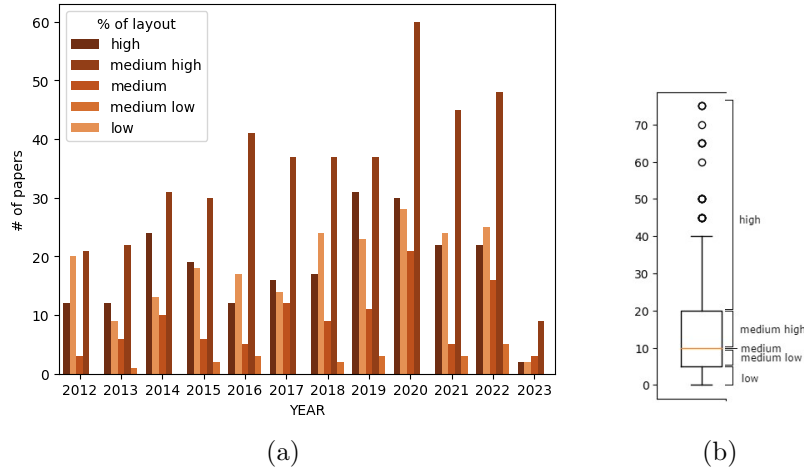 % of layout
high
medium high
medium
medium low
low
# of papers
60
50
40
30
20
10
0
2012 2013 2014 2015 2016 2017 2018 2019 2020 2021 2022 2023
YEAR
(a)
70
60
50
40
30
20
10
0
high
medium high
medium
medium low
low
(b)